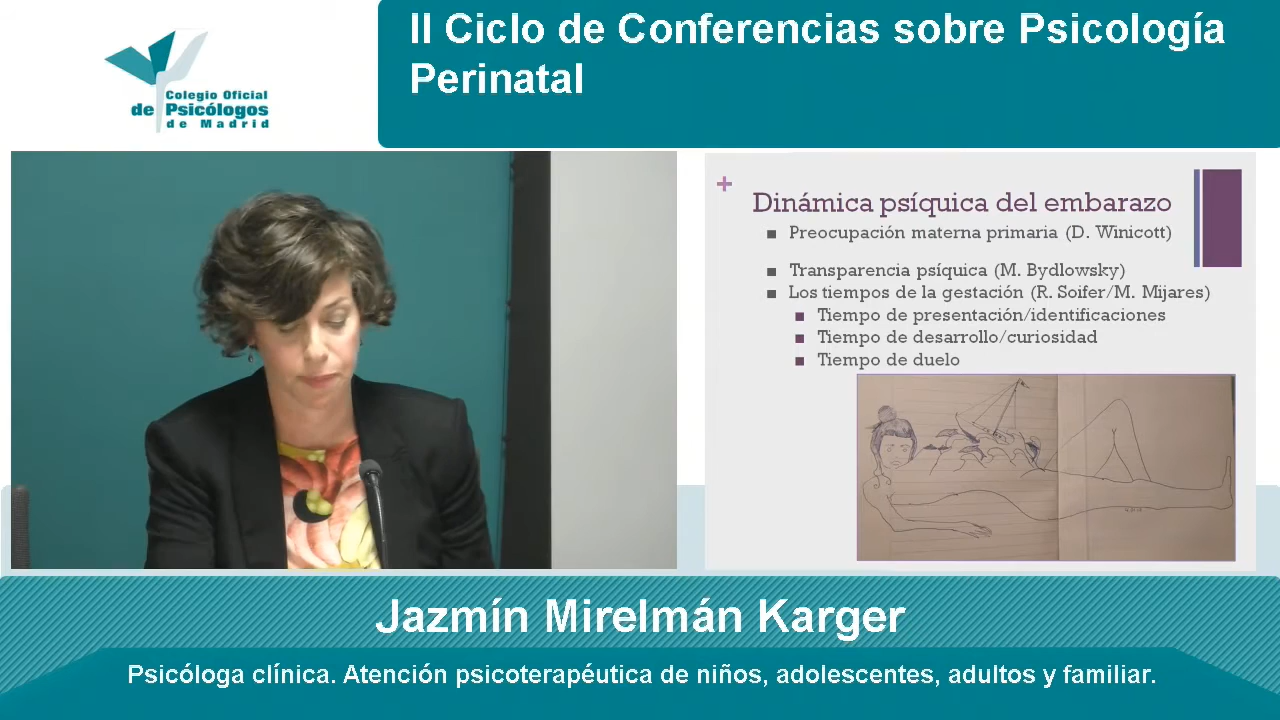 II Ciclo de Conferencias sobre Psicología
Perinatal
Colegio Oficial
de Psicólogos
de Madrid
+
Dinámica psíquica del embarazo
■ Preocupación materna primaria (D. Winicott)
■ Transparencia psíquica (M. Bydlowsky)
■ Los tiempos de la gestación (R. Soifer/M. Mijares)
■ Tiempo de presentación/identificaciones
■ Tiempo de desarrollo/curiosidad
■ Tiempo de duelo
Jazmín Mirelmán Karger
Psicóloga clínica. Atención psicoterapéutica de niños, adolescentes, adultos y familiar.